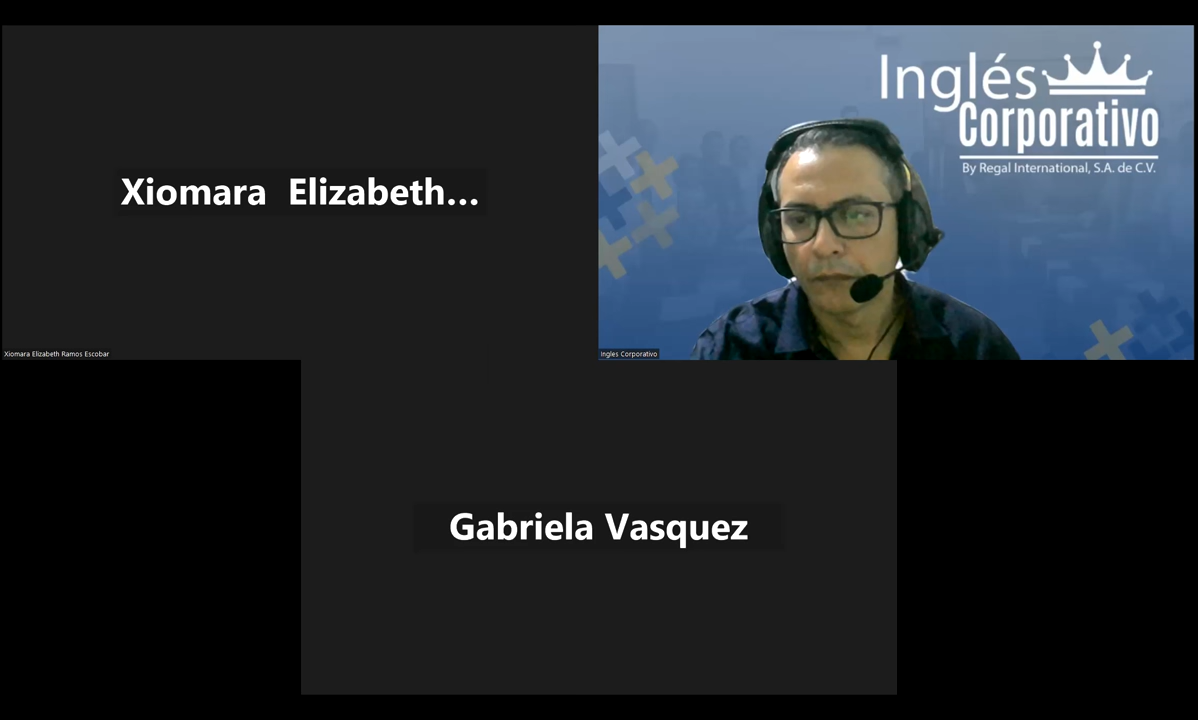 Xiomara  Elizabeth...
Xiomara Elizabeth Ramos Escobar
Inglés
Corporativo
By Regal International, S.A. de C.V.
Ingles Corporativo
Gabriela Vasquez